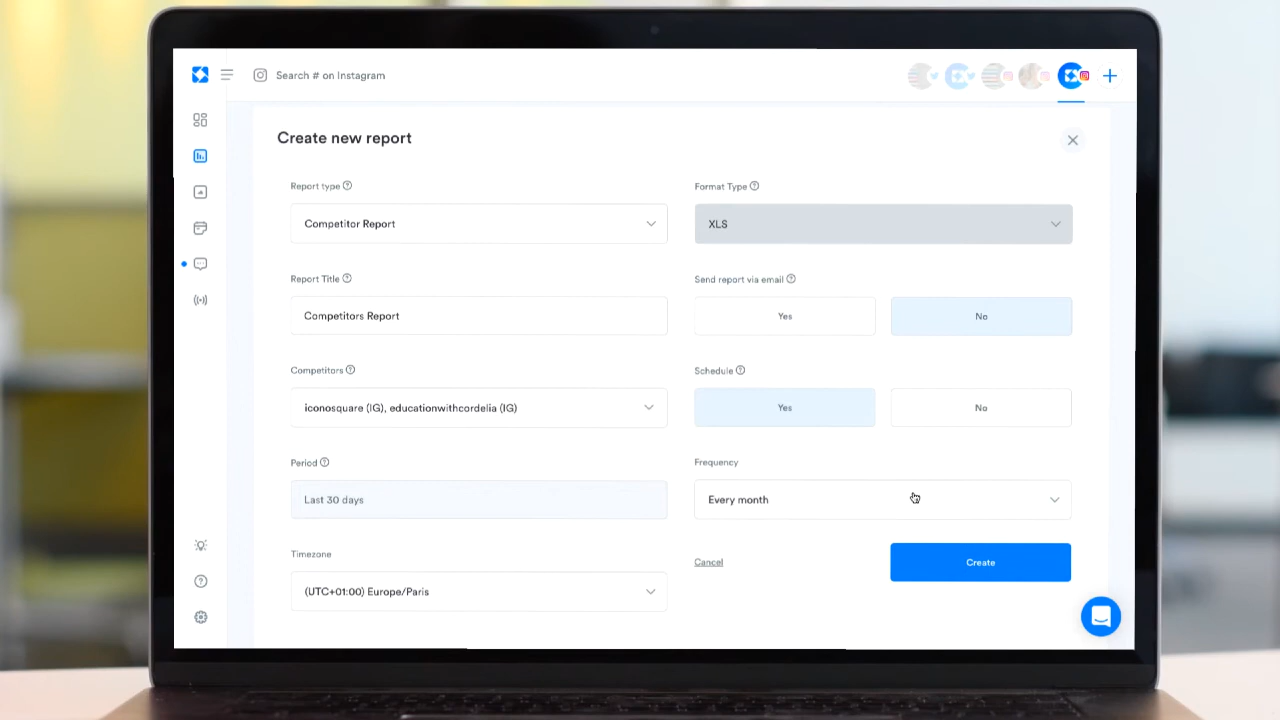 Search # on Instagram
Create new report
Report type
Format Type
Competitor Report
XLS
Report Title
Send report via email
Competitors Report
Yes
No
Competitors
Schedule
iconosquare (IG), educationwithcordelia (IG)
Yes
No
Period
Frequency
Last 30 days
Every month
Timezone
Cancel
Create
(UTC+01:00) Europe/Paris